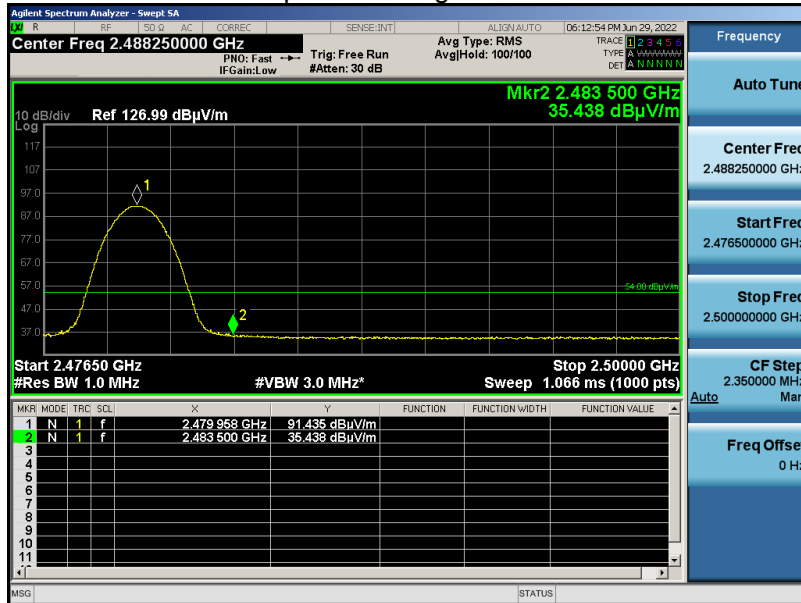 Agilent Spectrum Analyzer - Swept SA
LXI R RF 50 Ω AC CORREC SENSE:INT ALIGN AUTO 06:12:54 PM Jun 29, 2022
Center Freq 2.488250000 GHz
PNO: Fast
IFGain:Low
Trig: Free Run
#Atten: 30 dB
Avg Type: RMS
Avg|Hold: 100/100
TRACE 1 2 3 4 5 6
TYPE A WWWWW
DET A N N N N N
Mkr2 2.483 500 GHz
35.438 dBµV/m
10 dB/div Ref 126.99 dBµV/m
Log
117
107
97.0
87.0
77.0
67.0
57.0
47.0
37.0
1
2
54.00 dBµV/m
Start 2.47650 GHz Stop 2.50000 GHz
#Res BW 1.0 MHz #VBW 3.0 MHz* Sweep 1.066 ms (1000 pts)
MKR MODE TRC SCL X Y FUNCTION FUNCTION WIDTH FUNCTION VALUE
1 N 1 f 2.479 958 GHz 91.435 dBµV/m
2 N 1 f 2.483 500 GHz 35.438 dBµV/m
3
4
5
6
7
8
9
10
11
MSG STATUS
Frequency
Auto Tune
Center Freq
2.488250000 GHz
Start Freq
2.476500000 GHz
Stop Freq
2.500000000 GHz
CF Step
2.350000 MHz
Auto Man
Freq Offset
0 Hz